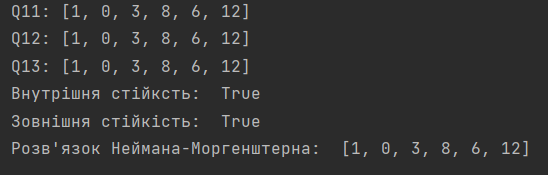 Q11: [1, 0, 3, 8, 6, 12]
Q12: [1, 0, 3, 8, 6, 12]
Q13: [1, 0, 3, 8, 6, 12]
Внутрішня стійксть:  True
Зовнішня стійкість:  True
Розв'язок Неймана-Моргенштерна:  [1, 0, 3, 8, 6, 12]